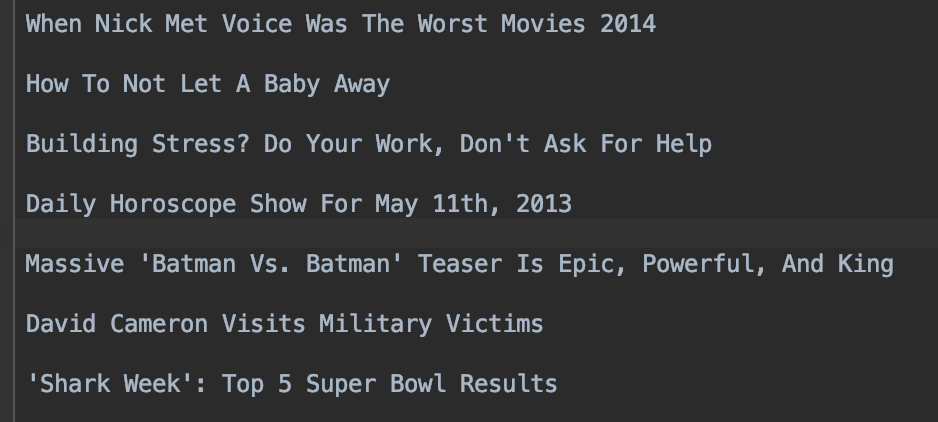 When Nick Met Voice Was The Worst Movies 2014
How To Not Let A Baby Away
Building Stress? Do Your Work, Don't Ask For Help
Daily Horoscope Show For May 11th, 2013
Massive 'Batman Vs. Batman' Teaser Is Epic, Powerful, And King
David Cameron Visits Military Victims
'Shark Week': Top 5 Super Bowl Results